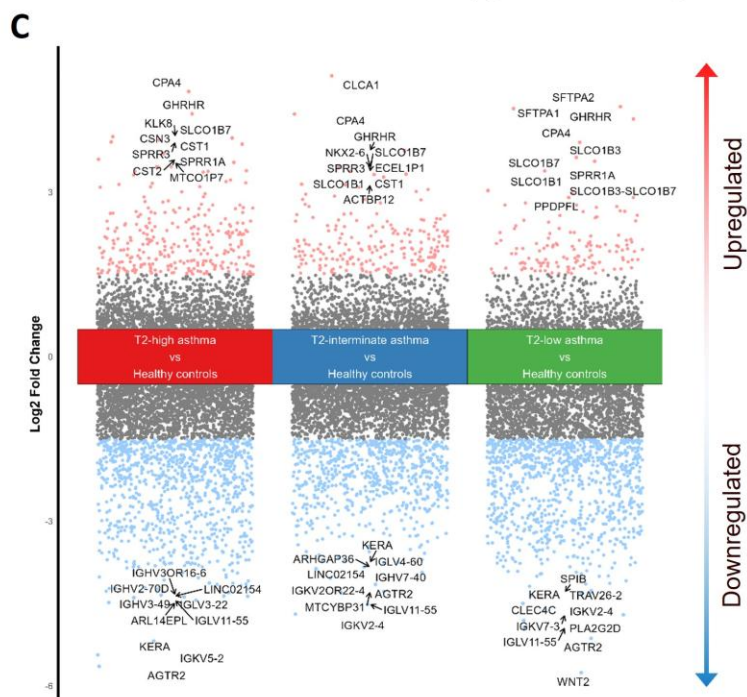 C
Log2 Fold Change
3
0
-3
-6
CPA4
GHRHR
KLK8
SLCO1B7
CSN3
CST1
SPRR3
SPRR1A
CST2
MTCO1P7
T2-high asthma
vs
Healthy controls
IGHV3OR16-6
IGHV2-70D
LINC02154
IGHV3-49
IGLV3-22
ARL14EPL
IGLV11-55
KERA
IGKV5-2
AGTR2
CLCA1
CPA4
GHRHR
NKX2-6
SLCO1B7
SPRR3
ECEL1P1
SLCO1B1
CST1
ACTBP12
T2-interminate asthma
vs
Healthy controls
KERA
ARHGAP36
IGLV4-60
LINC02154
IGHV7-40
IGKV2OR22-4
AGTR2
MTCYBP31
IGLV11-55
IGKV2-4
SFTPA2
SFTPA1
GHRHR
CPA4
SLCO1B3
SLCO1B7
SPRR1A
SLCO1B1
SLCO1B3-SLCO1B7
PPDPFL
T2-low asthma
vs
Healthy controls
SPIB
KERA
TRAV26-2
CLEC4C
IGKV2-4
IGKV7-3
PLA2G2D
IGLV11-55
AGTR2
WNT2
Upregulated
Downregulated